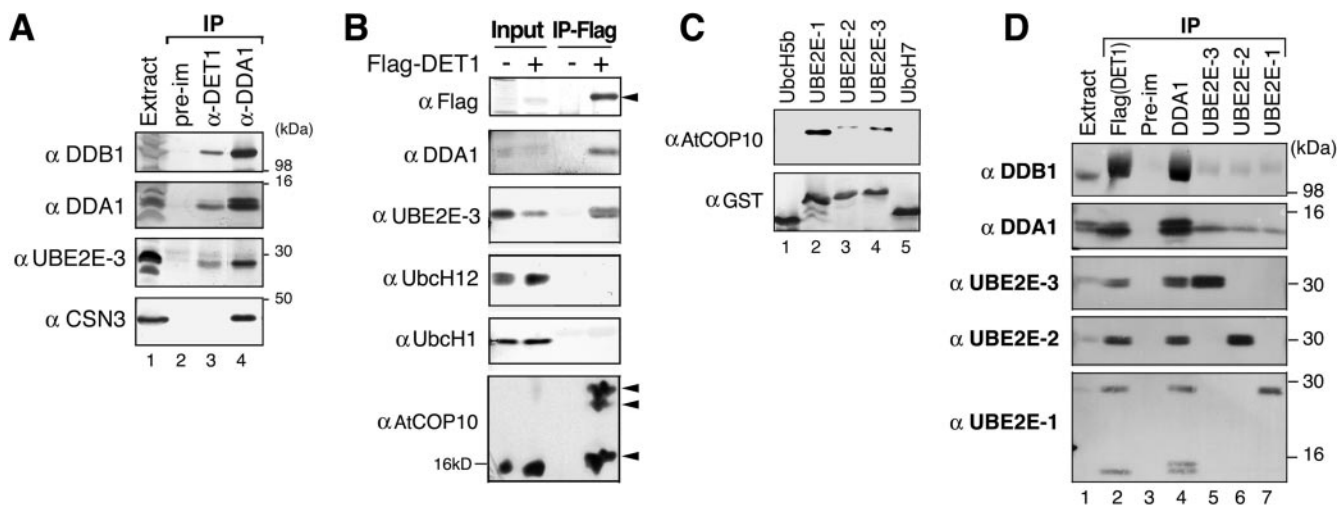 A
IP
Extract
pre-im
α-DET1
α-DDA1
(kDa)
α DDB1
98
16
α DDA1
α UBE2E-3
30
50
α CSN3
1 2 3 4
B
Input IP-Flag
Flag-DET1 - + - +
α Flag
α DDA1
α UBE2E-3
α UbcH12
α UbcH1
α AtCOP10
16kD
C
UbcH5b
UBE2E-1
UBE2E-2
UBE2E-3
UbcH7
α AtCOP10
α GST
1 2 3 4 5
D
IP
Extract
Flag(DET1)
Pre-im
DDA1
UBE2E-3
UBE2E-2
UBE2E-1
(kDa)
α DDB1
98
16
α DDA1
α UBE2E-3
30
α UBE2E-2
30
30
α UBE2E-1
16
1 2 3 4 5 6 7